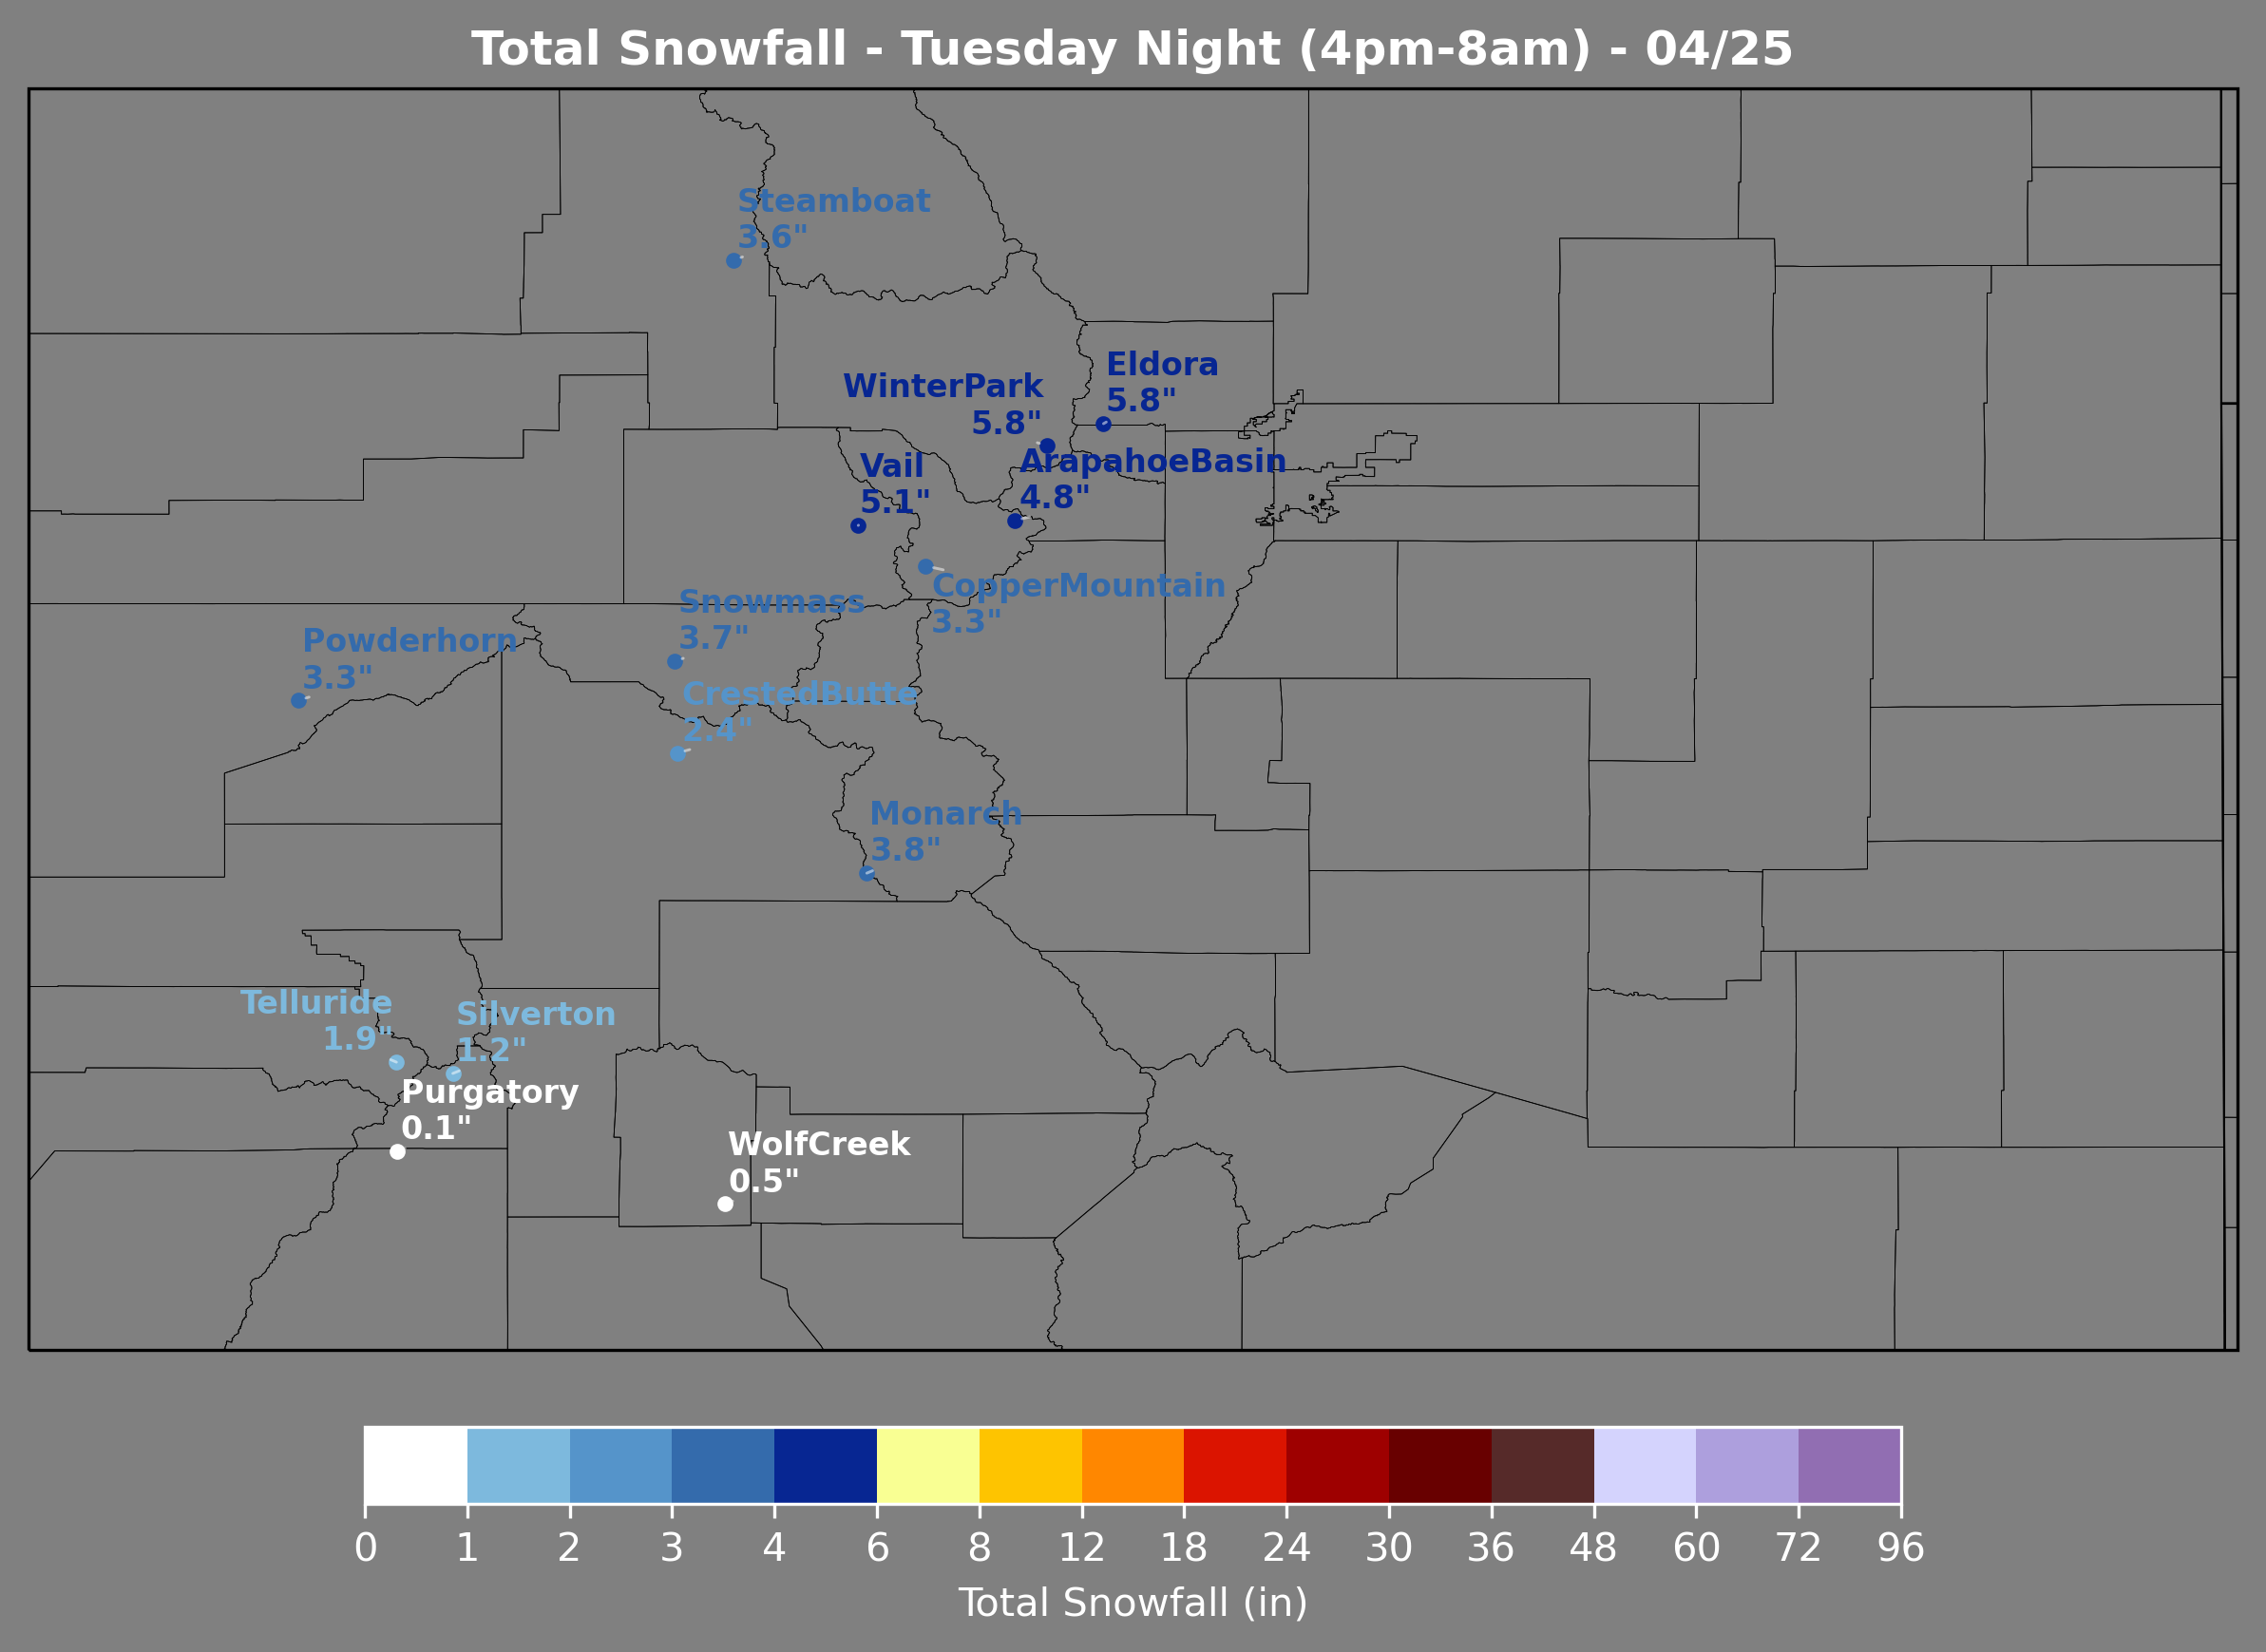 Total Snowfall - Tuesday Night (4pm-8am) - 04/25
Steamboat
3.6"
Eldora
5.8"
WinterPark
5.8"
Vail
5.1"
ArapahoeBasin
4.8"
CopperMountain
3.3"
Snowmass
3.7"
Powderhorn
3.3"
CrestedButte
2.4"
Monarch
3.8"
Telluride
1.9"
Silverton
1.2"
Purgatory
0.1"
WolfCreek
0.5"
0 1 2 3 4 6 8 12 18 24 30 36 48 60 72 96
Total Snowfall (in)